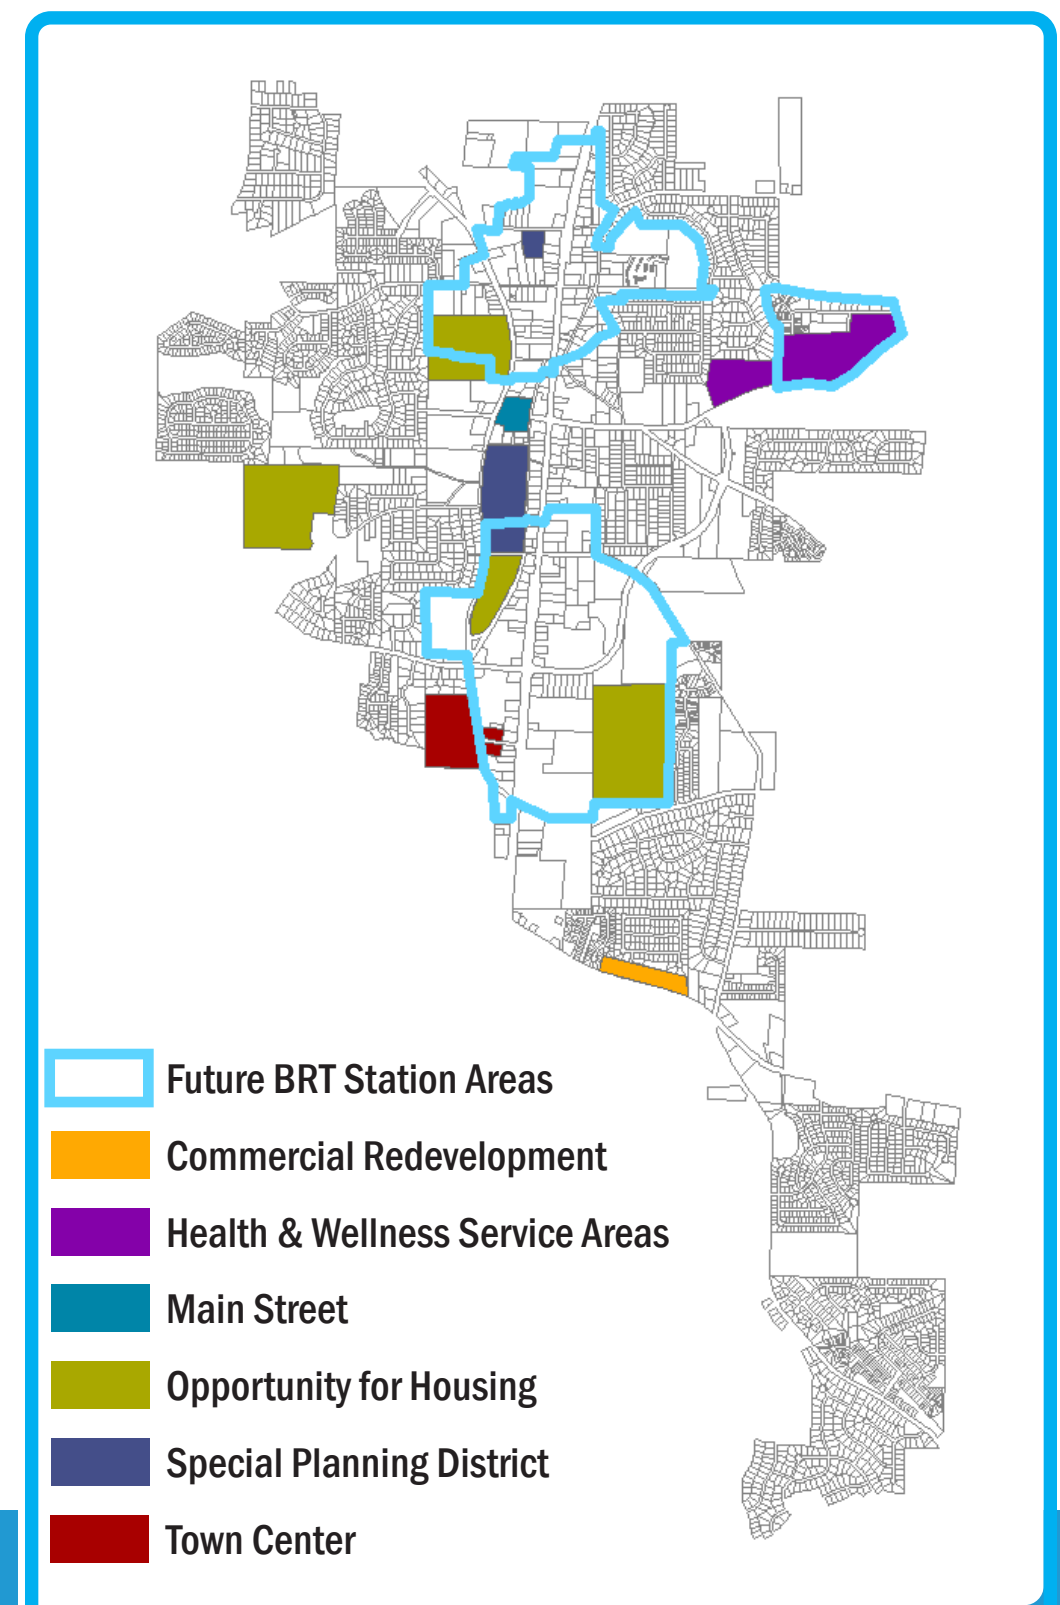 Future BRT Station Areas
Commercial Redevelopment
Health & Wellness Service Areas
Main Street
Opportunity for Housing
Special Planning District
Town Center